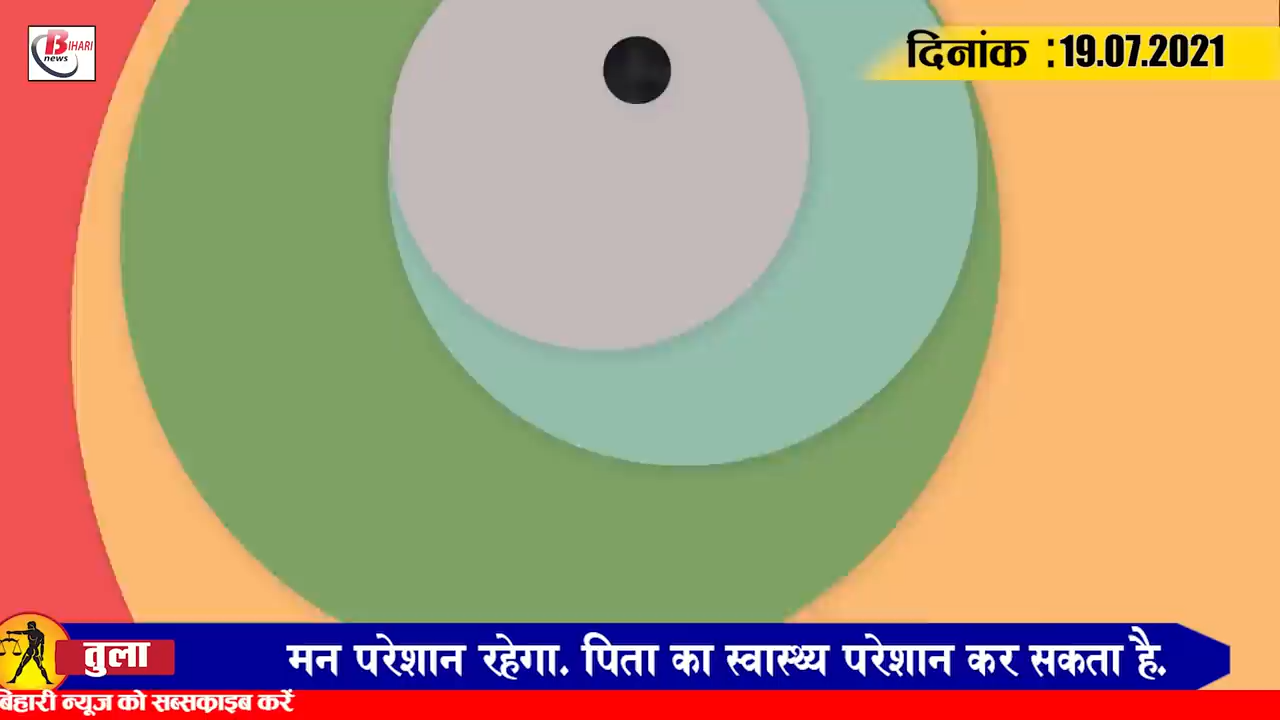 BIHARI
news
दिनांक :19.07.2021
तुला
मन परेशान रहेगा. पिता का स्वास्थ्य परेशान कर सकता है.
बिहारी न्यूज को सब्सक्राइब करें